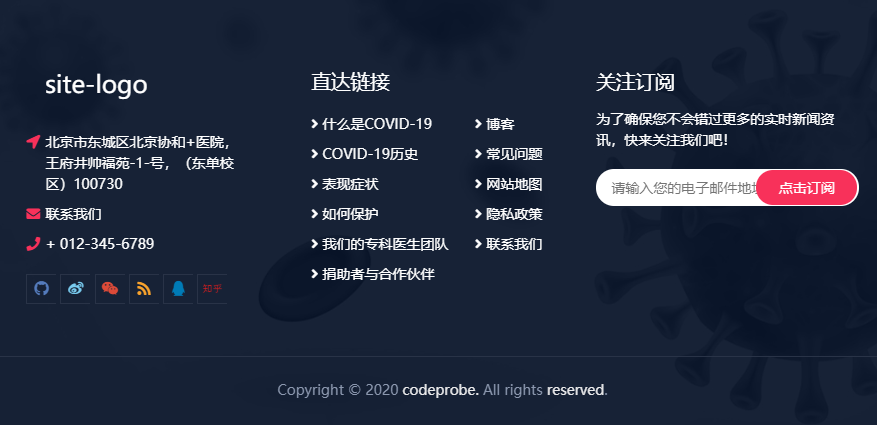 site-logo
北京市东城区北京协和+医院，
王府井帅福苑-1-号，（东单校
区）100730
联系我们
+ 012-345-6789
知乎
直达链接
什么是COVID-19
COVID-19历史
表现症状
如何保护
我们的专科医生团队
捐助者与合作伙伴
博客
常见问题
网站地图
隐私政策
联系我们
关注订阅
为了确保您不会错过更多的实时新闻资
讯，快来关注我们吧！
请输入您的电子邮件地址
点击订阅
Copyright © 2020 codeprobe. All rights reserved.